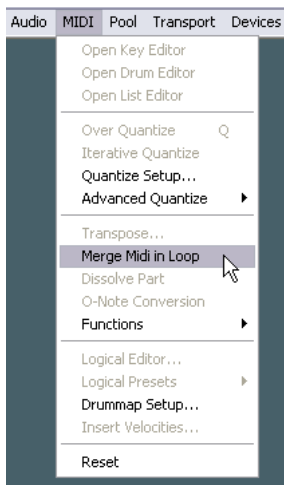 Audio MIDI Pool Transport Devices
Open Key Editor
Open Drum Editor
Open List Editor
Over Quantize Q
Iterative Quantize
Quantize Setup...
Advanced Quantize
Transpose...
Merge Midi in Loop
Dissolve Part
O-Note Conversion
Functions
Logical Editor...
Logical Presets
Drummap Setup...
Insert Velocities...
Reset